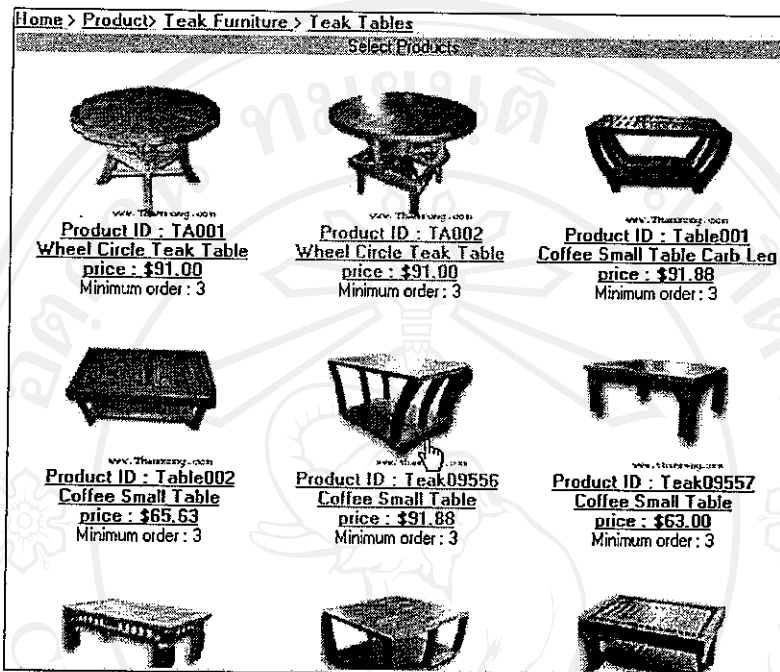 Home > Product> Teak Furniture > Teak Tables
Select Products
Product ID : TA001
Wheel Circle Teak Table
price : $91.00
Minimum order : 3
Product ID : TA002
Wheel Circle Teak Table
price : $91.00
Minimum order : 3
Product ID : Table001
Coffee Small Table Carb Leg
price : $91.88
Minimum order : 3
Product ID : Table002
Coffee Small Table
price : $65.63
Minimum order : 3
Product ID : Teak09556
Coffee Small Table
price : $91.88
Minimum order : 3
Product ID : Teak09557
Coffee Small Table
price : $63.00
Minimum order : 3